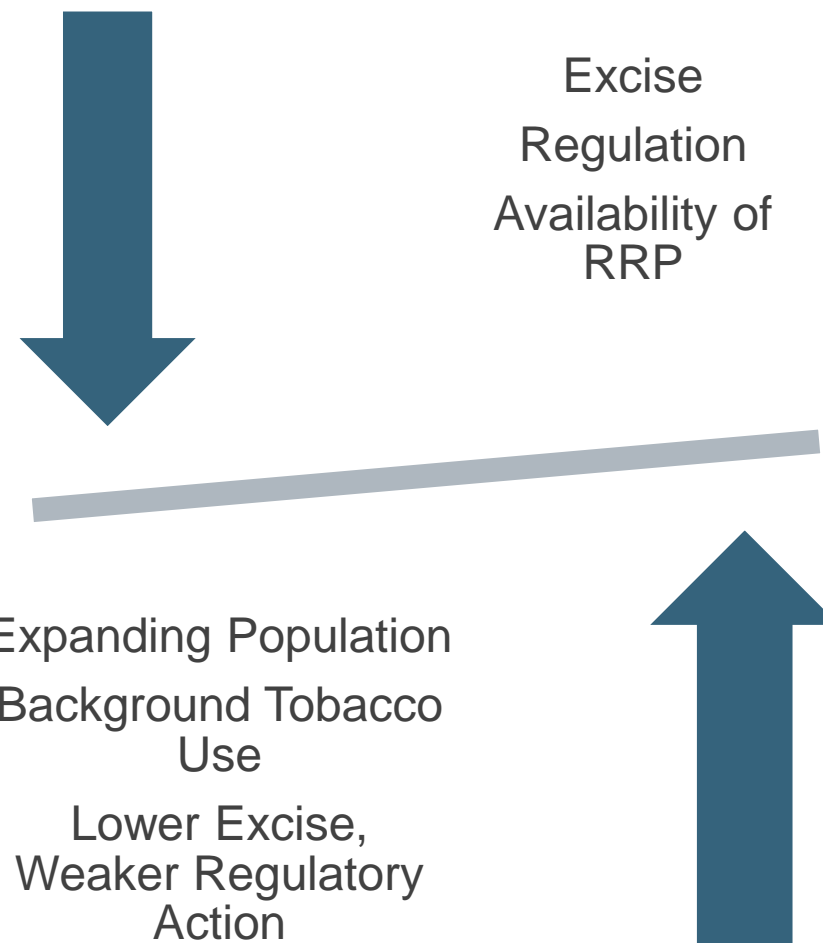 Excise
Regulation
Availability of
RRP
Expanding Population
Background Tobacco
Use
Lower Excise,
Weaker Regulatory
Action